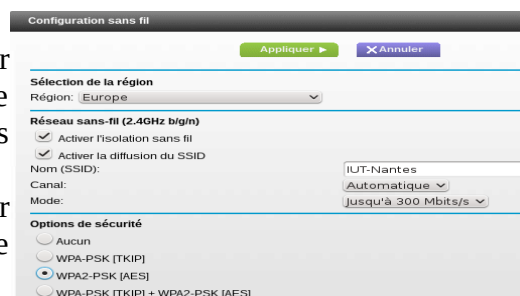 Configuration sans fil
Appliquer ▶ ✕ Annuler
r
Sélection de la région
e
Région: Europe
s
Réseau sans-fil (2.4GHz b/g/n)
Activer l'isolation sans fil
Activer la diffusion du SSID
Nom (SSID): IUT-Nantes
Canal: Automatique
r
Mode: Jusqu'à 300 Mbits/s
Options de sécurité
e
Aucun
WPA-PSK [TKIP]
WPA2-PSK [AES]
WPA-PSK [TKIP] + WPA2-PSK [AES]